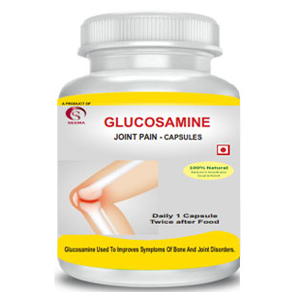 A PRODUCT OF
GLUCOSAMINE
JOINT PAIN - CAPSULES
100% Natural
Daily 1 Capsule
Twice after Food
Glucosamine Used To Improves Symptoms Of Bone And Joint Disorders.